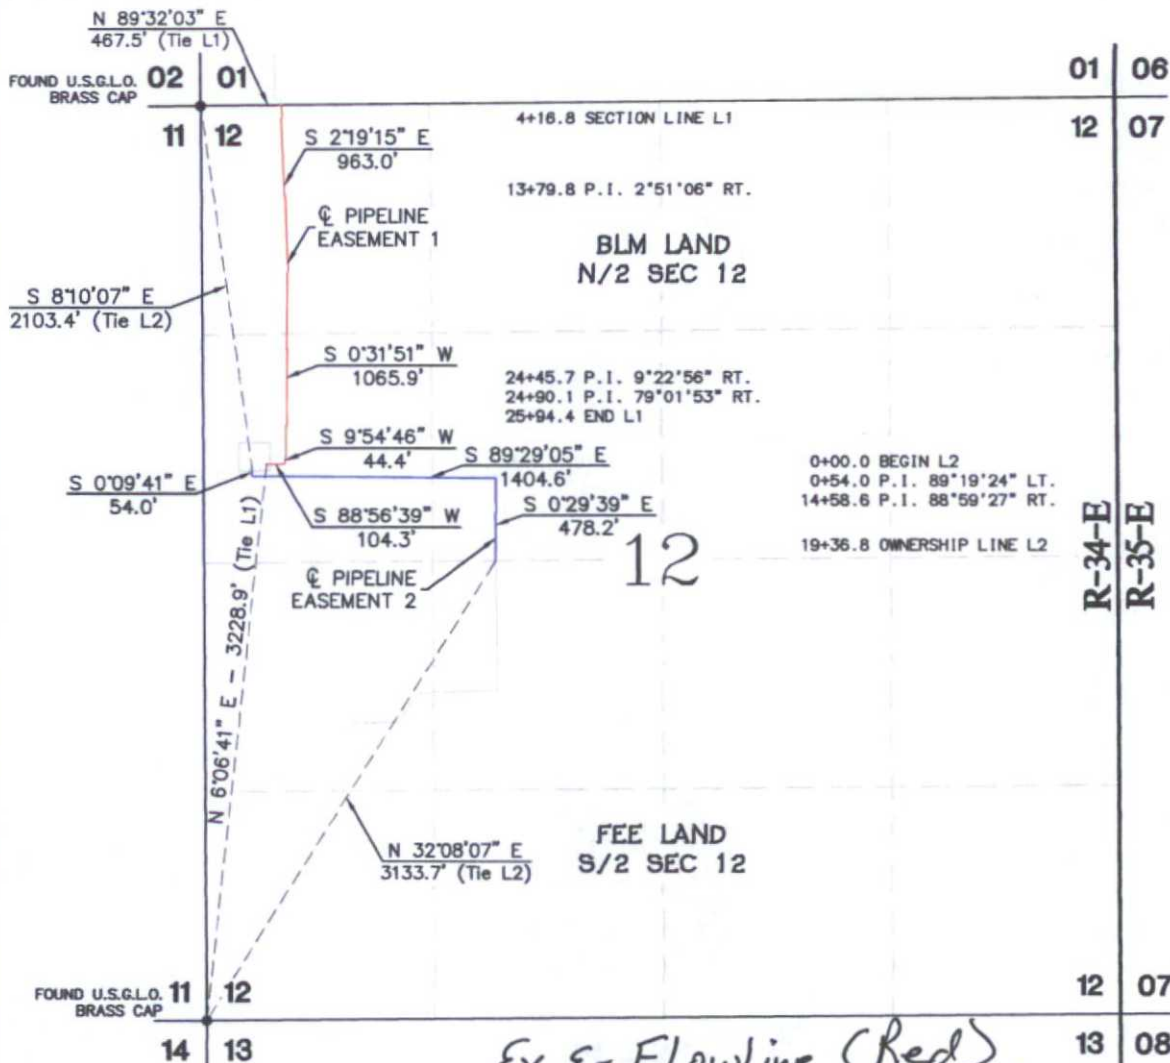 N 89°32'03" E
467.5' (Tie L1)
FOUND U.S.G.L.O.
BRASS CAP
02 01
11 12
01 06
12 07
4+16.8 SECTION LINE L1
S 2°19'15" E
963.0'
13+79.8 P.I. 2°51'06" RT.
℄ PIPELINE
EASEMENT 1
BLM LAND
N/2 SEC 12
S 8°10'07" E
2103.4' (Tie L2)
S 0°31'51" W
1065.9'
24+45.7 P.I. 9°22'56" RT.
24+90.1 P.I. 79°01'53" RT.
25+94.4 END L1
S 9°54'46" W
44.4'
S 89°29'05" E
1404.6'
0+00.0 BEGIN L2
0+54.0 P.I. 89°19'24" LT.
14+58.6 P.I. 88°59'27" RT.
19+36.8 OWNERSHIP LINE L2
S 0°09'41" E
54.0'
S 88°56'39" W
104.3'
S 0°29'39" E
478.2'
12
℄ PIPELINE
EASEMENT 2
R-34-E
R-35-E
N 6°06'41" E - 3228.9' (Tie L1)
N 32°08'07" E
3133.7' (Tie L2)
FEE LAND
S/2 SEC 12
FOUND U.S.G.L.O.
BRASS CAP
11 12
14 13
12 07
13 08
Ex E- Flowline (Red)